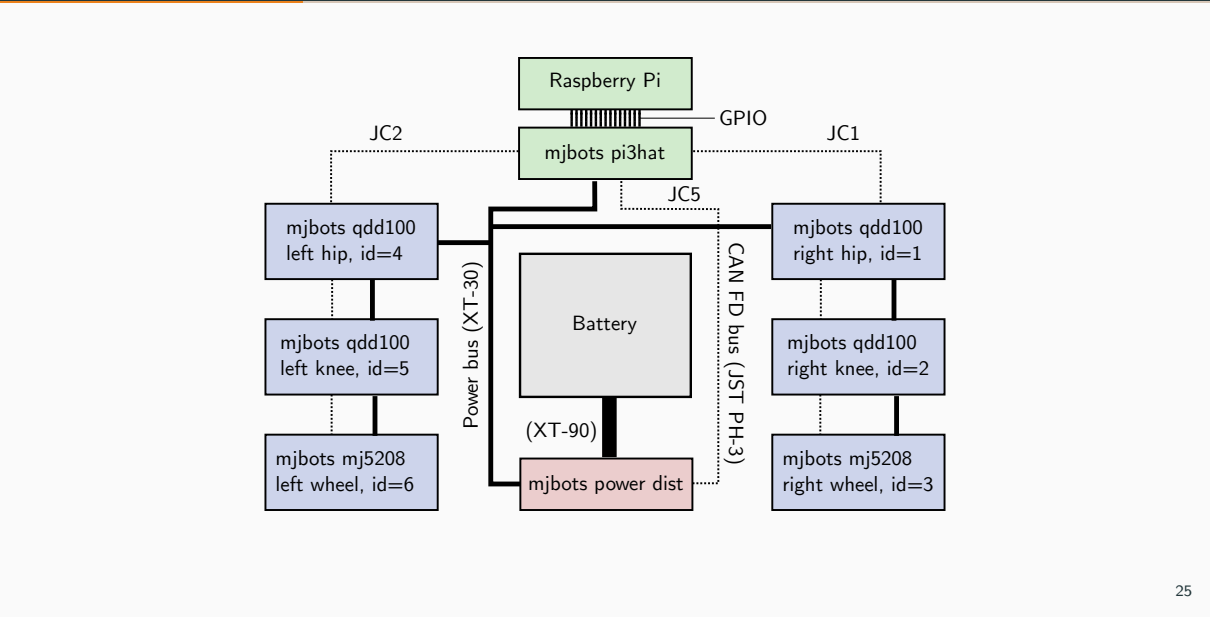 Raspberry Pi
GPIO
JC2
mjbots pi3hat
JC1
JC5
mjbots qdd100
left hip, id=4
mjbots qdd100
right hip, id=1
Power bus (XT-30)
Battery
CAN FD bus (JST PH-3)
mjbots qdd100
left knee, id=5
mjbots qdd100
right knee, id=2
(XT-90)
mjbots mj5208
left wheel, id=6
mjbots power dist
mjbots mj5208
right wheel, id=3
25